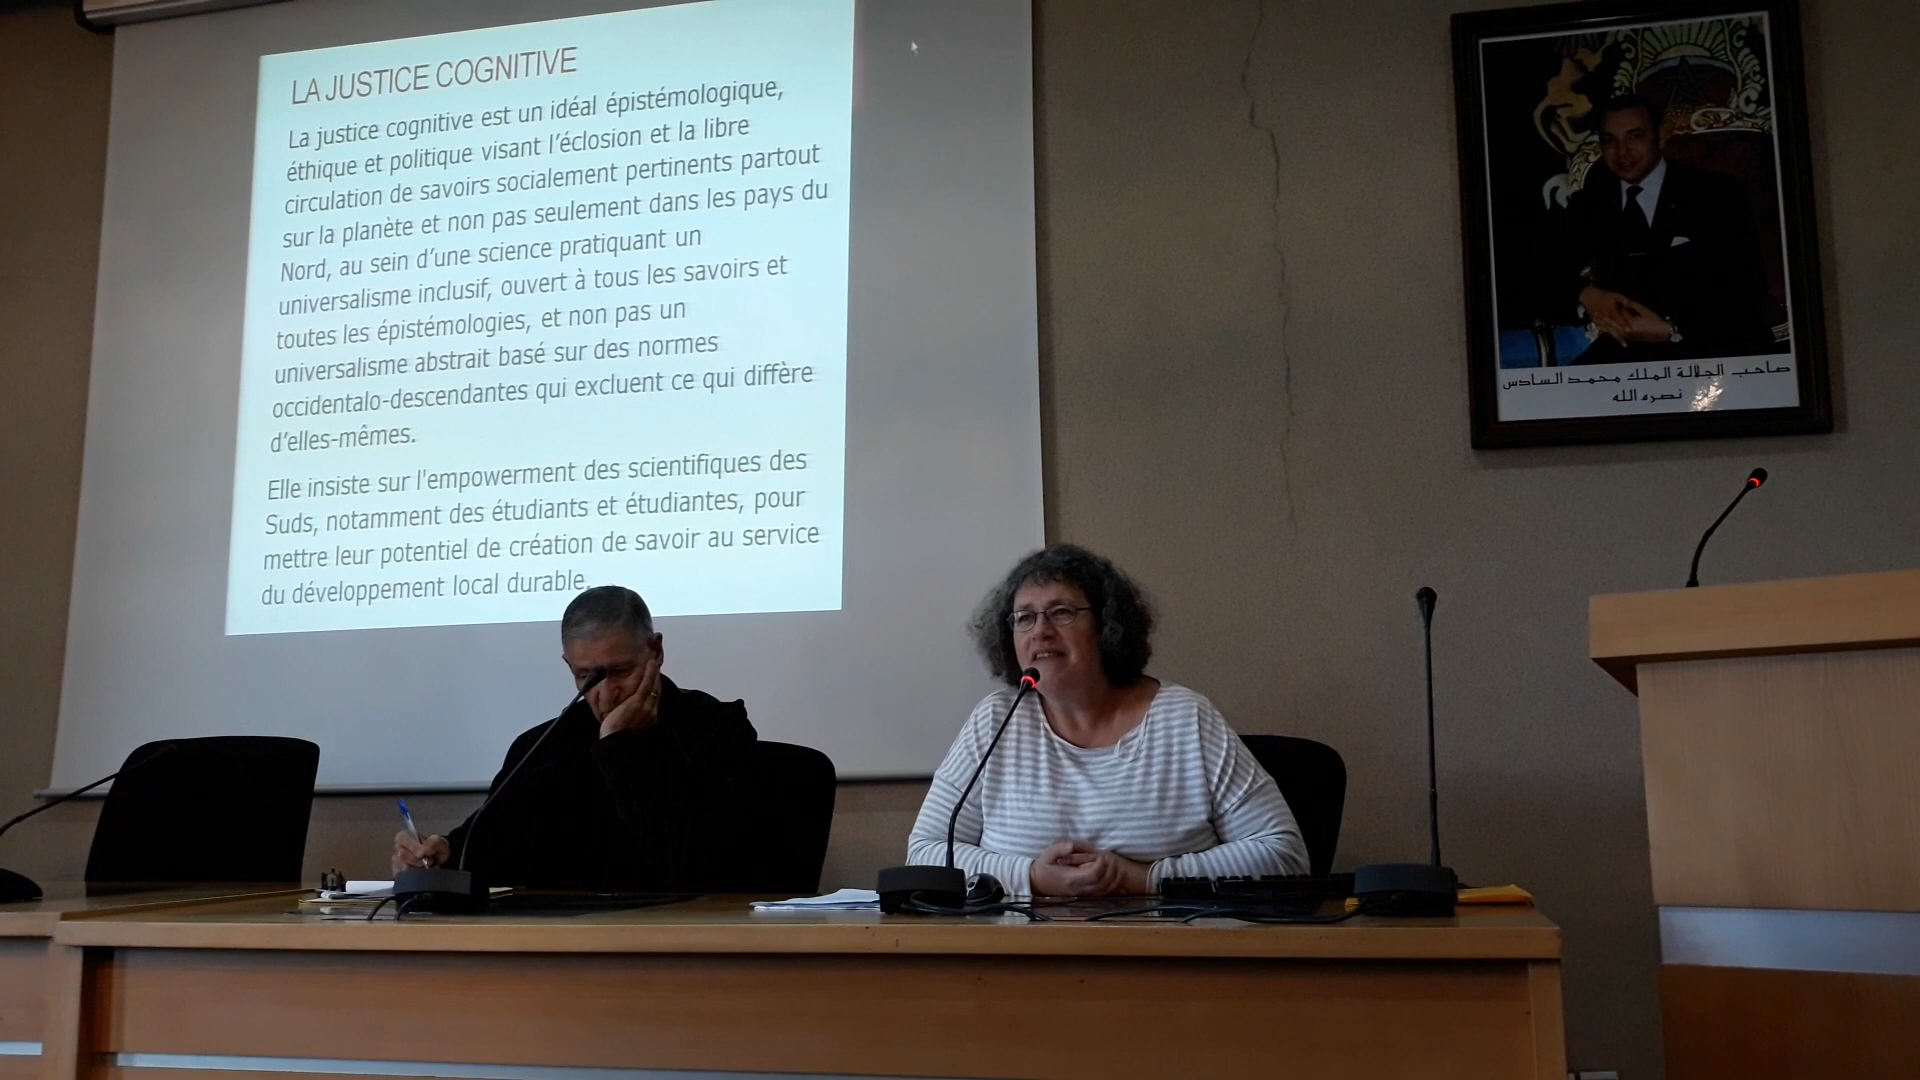 LA JUSTICE COGNITIVE
La justice cognitive est un idéal épistémologique,
éthique et politique visant l’éclosion et la libre
circulation de savoirs socialement pertinents partout
sur la planète et non pas seulement dans les pays du
Nord, au sein d’une science pratiquant un
universalisme inclusif, ouvert à tous les savoirs et
toutes les épistémologies, et non pas un
universalisme abstrait basé sur des normes
occidentalo-descendantes qui excluent ce qui diffère
d’elles-mêmes.
Elle insiste sur l'empowerment des scientifiques des
Suds, notamment des étudiants et étudiantes, pour
mettre leur potentiel de création de savoir au service
du développement local durable.
صاحب الجلالة الملك محمد السادس
نصره الله